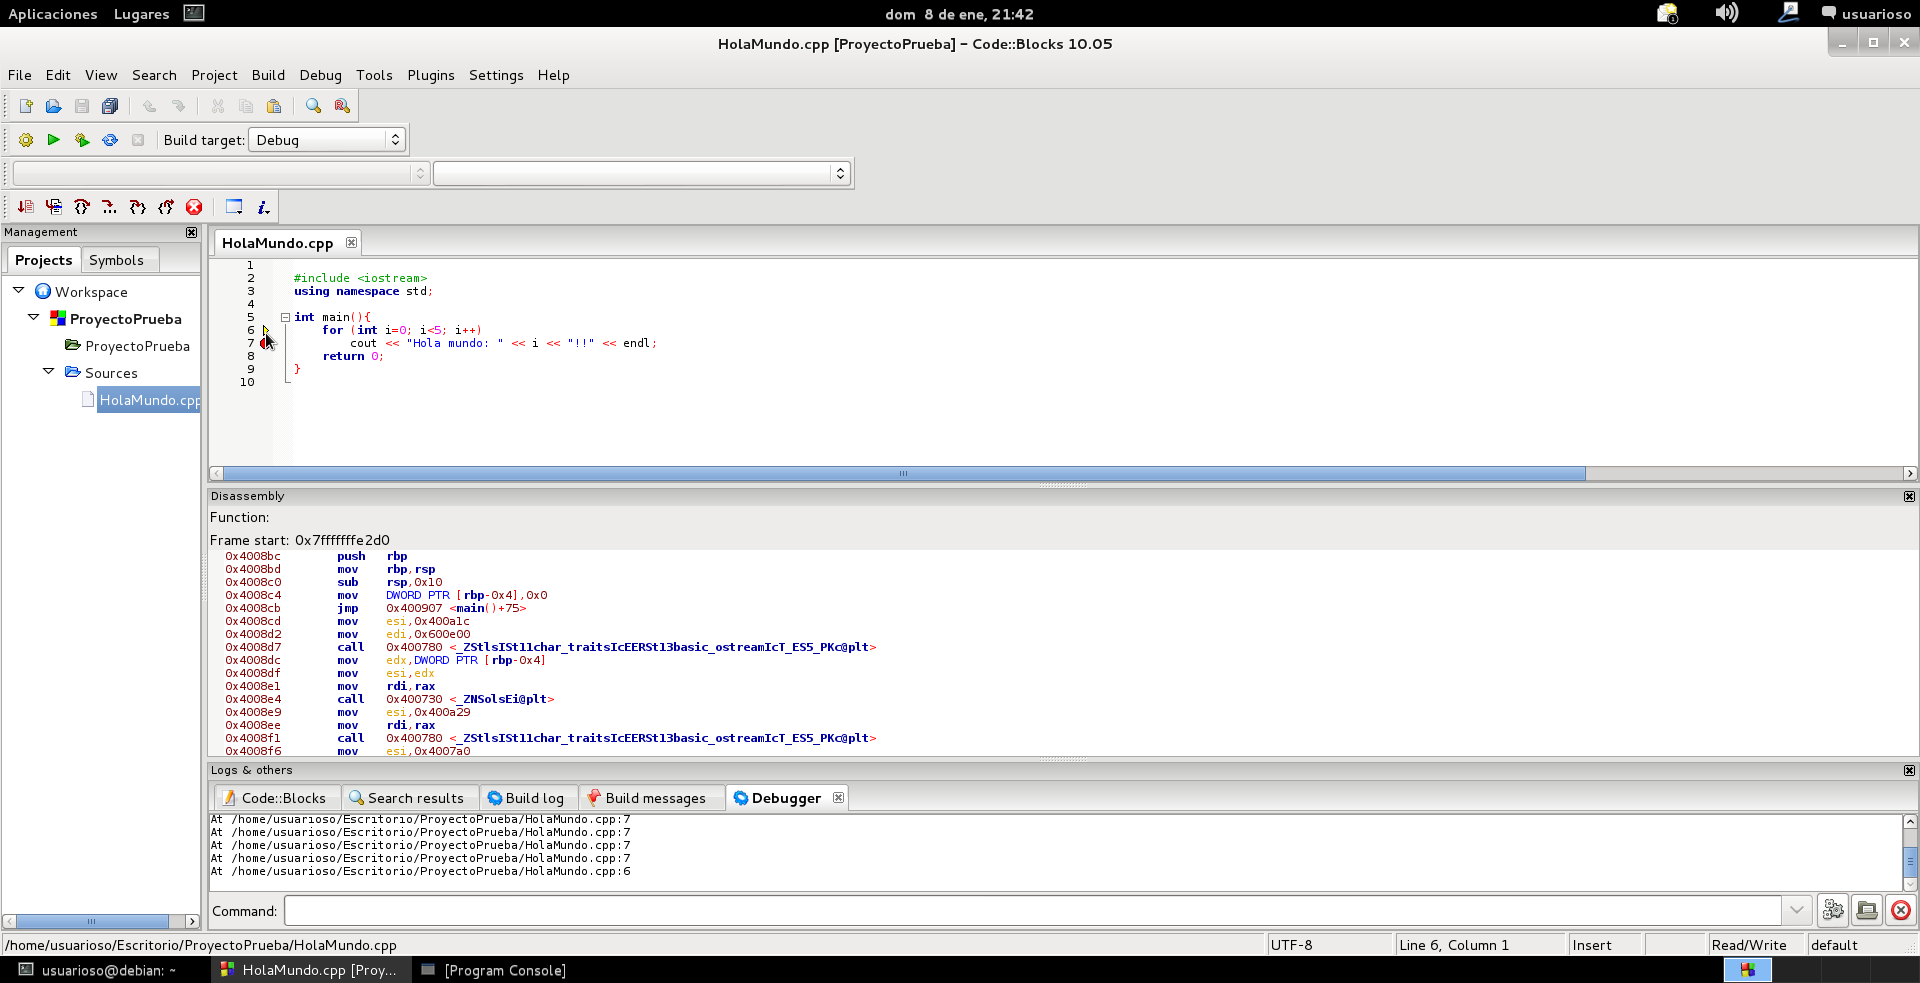 Aplicaciones Lugares dom 8 de ene, 21:42 usuarioso
HolaMundo.cpp [ProyectoPrueba] - Code::Blocks 10.05
File Edit View Search Project Build Debug Tools Plugins Settings Help
Build target: Debug
Management
Projects Symbols
Workspace
ProyectoPrueba
ProyectoPrueba
Sources
HolaMundo.cpp
HolaMundo.cpp
1
2 #include <iostream>
3 using namespace std;
4
5 int main(){
6 for (int i=0; i<5; i++)
7 cout << "Hola mundo: " << i << "!!" << endl;
8 return 0;
9 }
10
Disassembly
Function:
Frame start: 0x7fffffffe2d0
0x4008bc push rbp
0x4008bd mov rbp,rsp
0x4008c0 sub rsp,0x10
0x4008c4 mov DWORD PTR [rbp-0x4],0x0
0x4008cb jmp 0x400907 <main()+75>
0x4008cd mov esi,0x400a1c
0x4008d2 mov edi,0x600e00
0x4008d7 call 0x400780 <_ZStlsISt11char_traitsIcEERSt13basic_ostreamIcT_ES5_PKc@plt>
0x4008dc mov edx,DWORD PTR [rbp-0x4]
0x4008df mov esi,edx
0x4008e1 mov rdi,rax
0x4008e4 call 0x400730 <_ZNSolsEi@plt>
0x4008e9 mov esi,0x400a29
0x4008ee mov rdi,rax
0x4008f1 call 0x400780 <_ZStlsISt11char_traitsIcEERSt13basic_ostreamIcT_ES5_PKc@plt>
0x4008f6 mov esi,0x4007a0
Logs & others
Code::Blocks Search results Build log Build messages Debugger
At /home/usuarioso/Escritorio/ProyectoPrueba/HolaMundo.cpp:7
At /home/usuarioso/Escritorio/ProyectoPrueba/HolaMundo.cpp:7
At /home/usuarioso/Escritorio/ProyectoPrueba/HolaMundo.cpp:7
At /home/usuarioso/Escritorio/ProyectoPrueba/HolaMundo.cpp:7
At /home/usuarioso/Escritorio/ProyectoPrueba/HolaMundo.cpp:6
Command:
/home/usuarioso/Escritorio/ProyectoPrueba/HolaMundo.cpp UTF-8 Line 6, Column 1 Insert Read/Write default
usuarioso@debian: ~ HolaMundo.cpp [Proy... [Program Console]